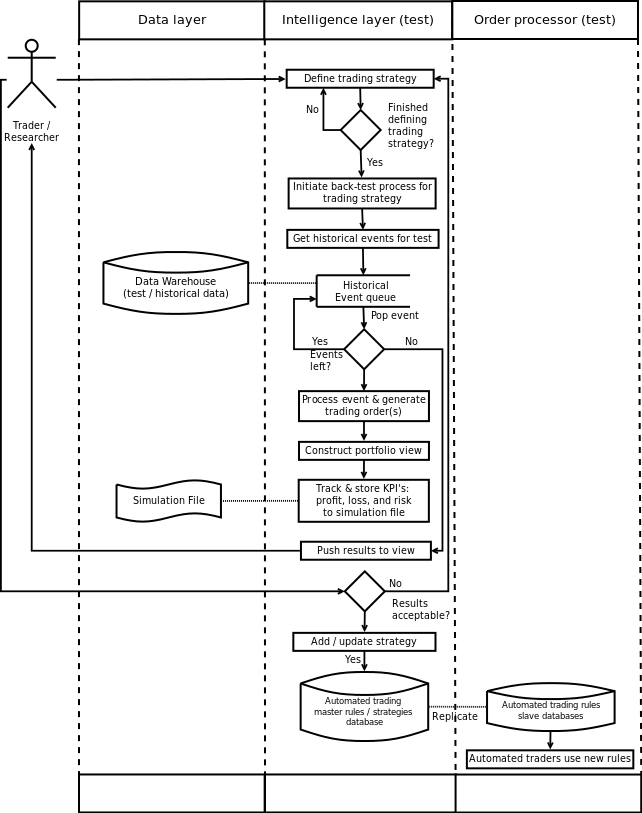 Data layer
Intelligence layer (test)
Order processor (test)
Trader /
Researcher
Define trading strategy
No
Finished
defining
trading
strategy?
Yes
Initiate back-test process for
trading strategy
Get historical events for test
Data Warehouse
(test / historical data)
Historical
Event queue
Pop event
Yes
No
Events
left?
Process event & generate
trading order(s)
Construct portfolio view
Simulation File
Track & store KPI's:
profit, loss, and risk
to simulation file
Push results to view
No
Results
acceptable?
Add / update strategy
Yes
Automated trading
master rules / strategies
database
Replicate
Automated trading rules
slave databases
Automated traders use new rules